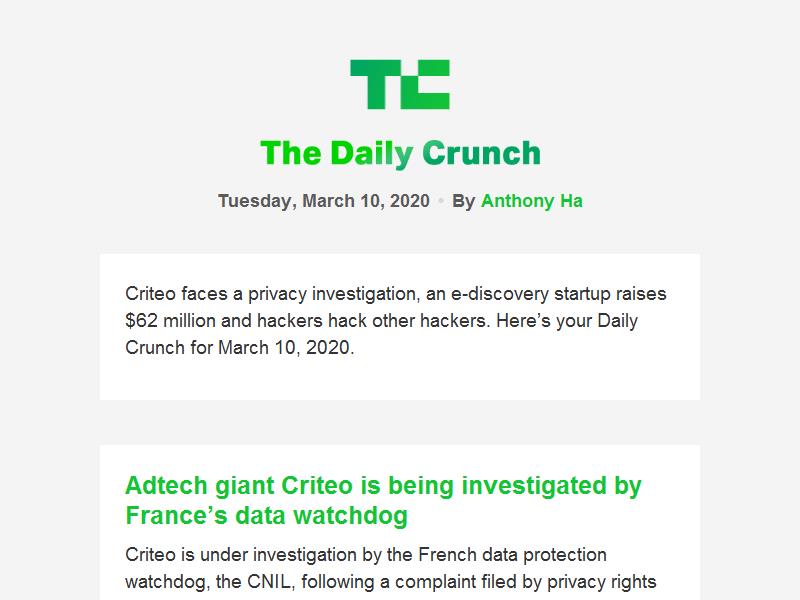 TC
The Daily Crunch
Tuesday, March 10, 2020 • By Anthony Ha
Criteo faces a privacy investigation, an e-discovery startup raises
$62 million and hackers hack other hackers. Here’s your Daily
Crunch for March 10, 2020.
Adtech giant Criteo is being investigated by
France’s data watchdog
Criteo is under investigation by the French data protection
watchdog, the CNIL, following a complaint filed by privacy rights